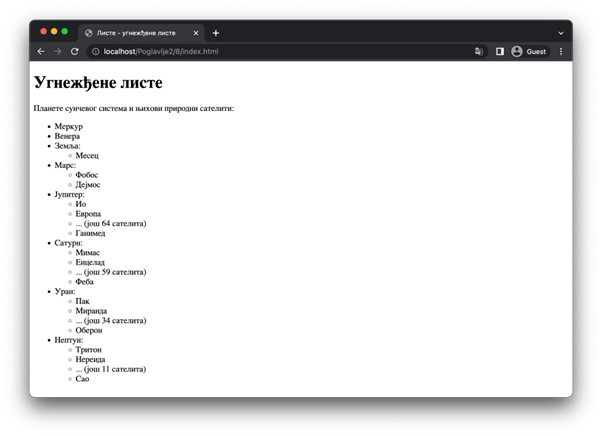 Листе - угнежђене листе
localhost/Poglavlje2/8/index.html
Guest
Угнежђене листе
Планете сунчевог система и њихови природни сателити:
Меркур
Венера
Земља:
Месец
Марс:
Фобос
Дејмос
Јупитер:
Ио
Европа
... (још 64 сателита)
Ганимед
Сатурн:
Мимас
Енцелад
... (још 59 сателита)
Феба
Уран:
Пак
Миранда
... (још 34 сателита)
Оберон
Нептун:
Тритон
Нереида
... (још 11 сателита)
Сао